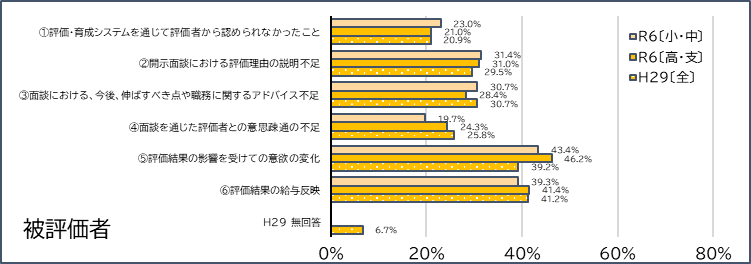 ①評価・育成システムを通じて評価者から認められなかったこと
23.0%
21.0%
20.9%
②開示面談における評価理由の説明不足
31.4%
31.0%
29.5%
③面談における、今後、伸ばすべき点や職務に関するアドバイス不足
30.7%
28.4%
30.7%
④面談を通じた評価者との意思疎通の不足
19.7%
24.3%
25.8%
⑤評価結果の影響を受けての意欲の変化
43.4%
46.2%
39.2%
⑥評価結果の給与反映
39.3%
41.4%
41.2%
H29 無回答
6.7%
R6〔小・中〕
R6〔高・支〕
H29〔全〕
被評価者
0% 20% 40% 60% 80%